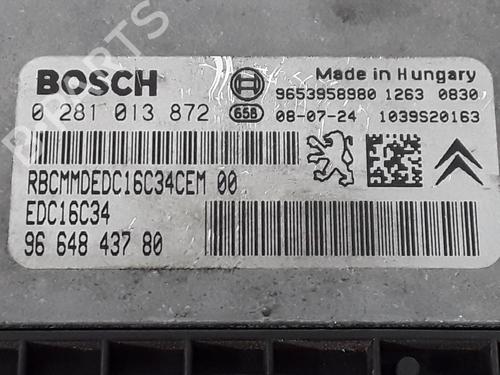 BOSCH
Made in Hungary
9653958980 1263 0830
0 281 013 872
658
08-07-24 1039S20163
RBCMMDEDC16C34CEM 00
EDC16C34
96 648 437 80